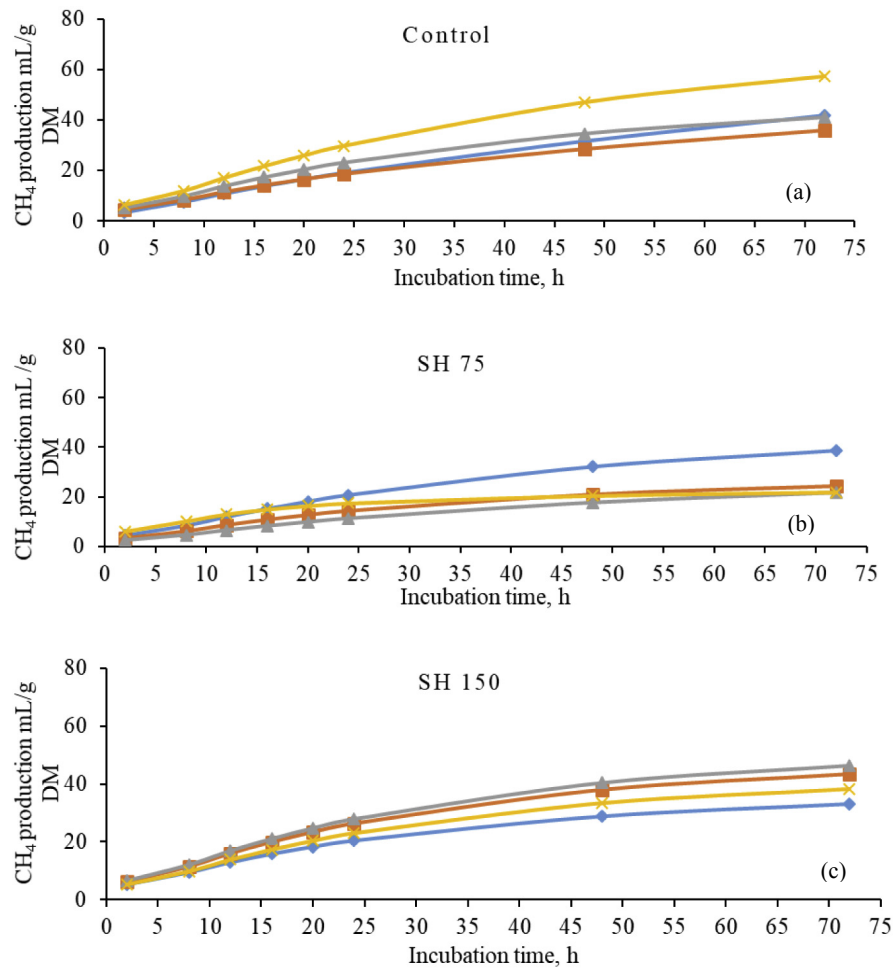 Control
CH₄ production mL/g
DM
80
60
40
20
0
(a)
0 5 10 15 20 25 30 35 40 45 50 55 60 65 70 75
Incubation time, h
SH 75
CH₄ production mL /g
DM
80
60
40
20
0
(b)
0 5 10 15 20 25 30 35 40 45 50 55 60 65 70 75
Incubation time, h
SH 150
CH₄ production mL/g
DM
80
60
40
20
0
(c)
0 5 10 15 20 25 30 35 40 45 50 55 60 65 70 75
Incubation time, h